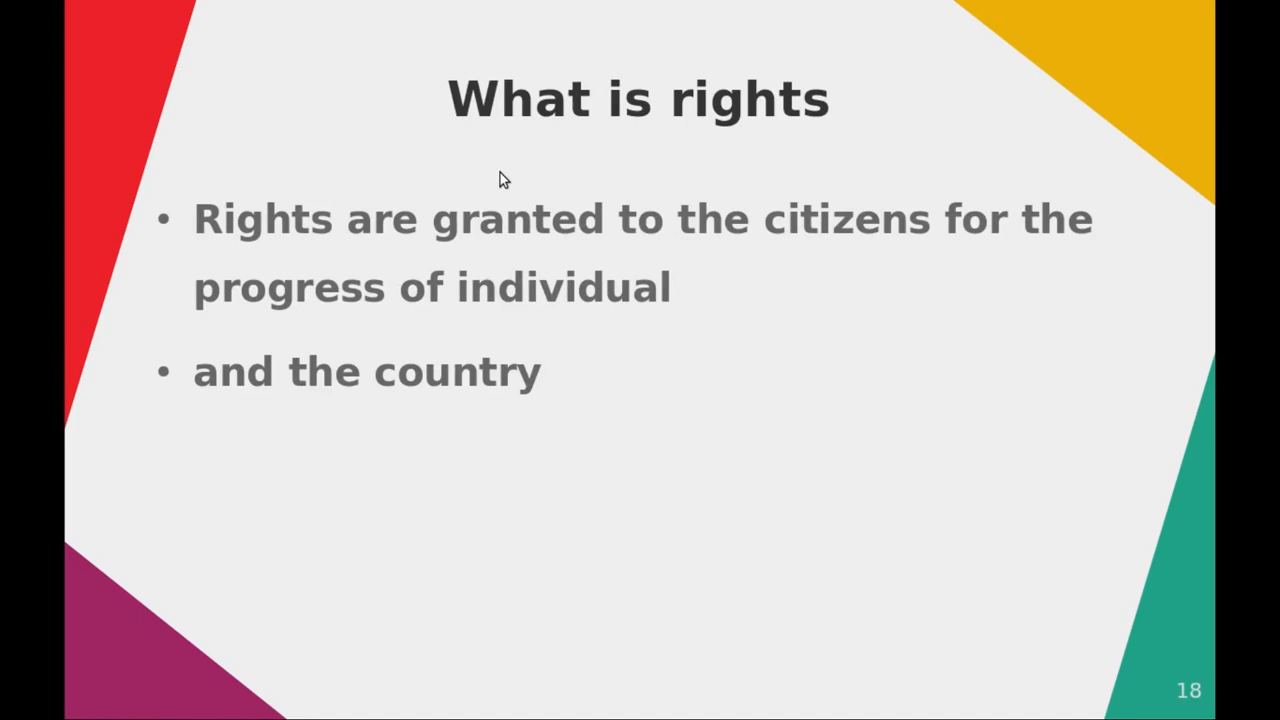 What is rights
• Rights are granted to the citizens for the
progress of individual
• and the country
18